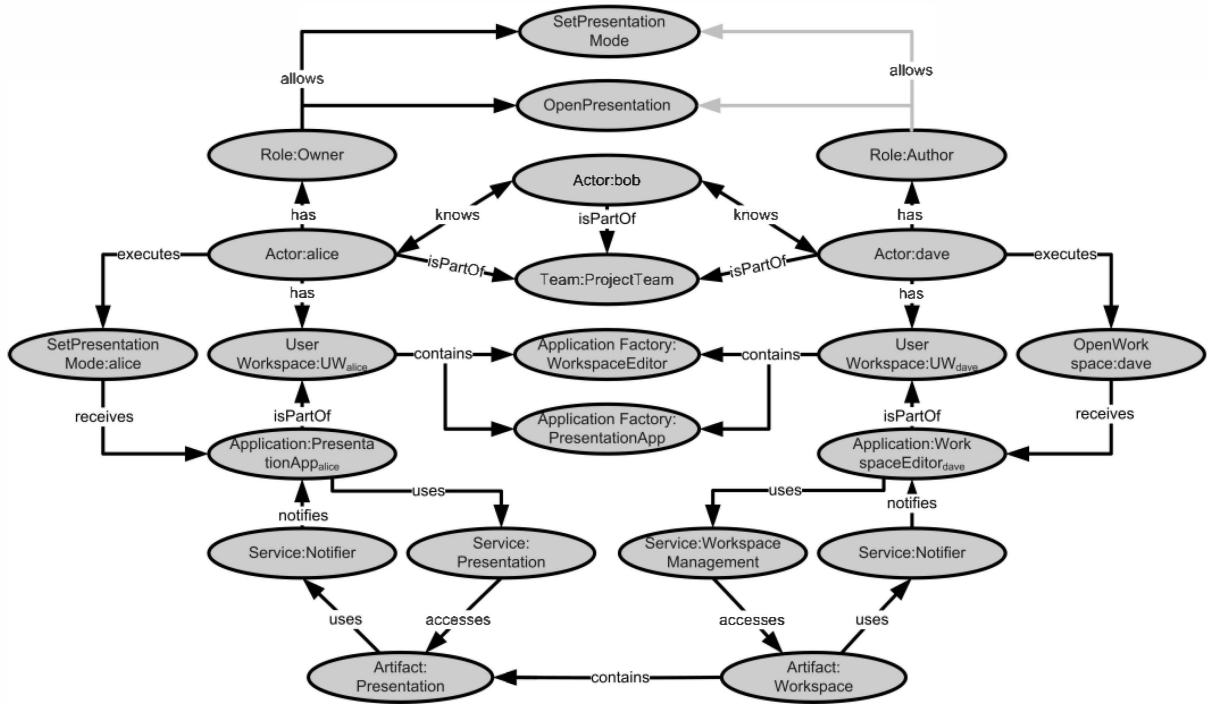 SetPresentation
Mode
allows
allows
OpenPresentation
Role:Owner
Role:Author
Actor:bob
has
knows
isPartOf
knows
has
executes
Actor:alice
isPartOf
Team:ProjectTeam
isPartOf
Actor:dave
executes
has
has
SetPresentation
Mode:alice
User
Workspace:UWalice
contains
Application Factory:
WorkspaceEditor
contains
User
Workspace:UWdave
OpenWork
space:dave
receives
isPartOf
Application Factory:
PresentationApp
isPartOf
receives
Application:Presenta
tionAppalice
Application:Work
spaceEditordave
uses
uses
notifies
notifies
Service:Notifier
Service:
Presentation
Service:Workspace
Management
Service:Notifier
uses
accesses
accesses
uses
Artifact:
Presentation
contains
Artifact:
Workspace